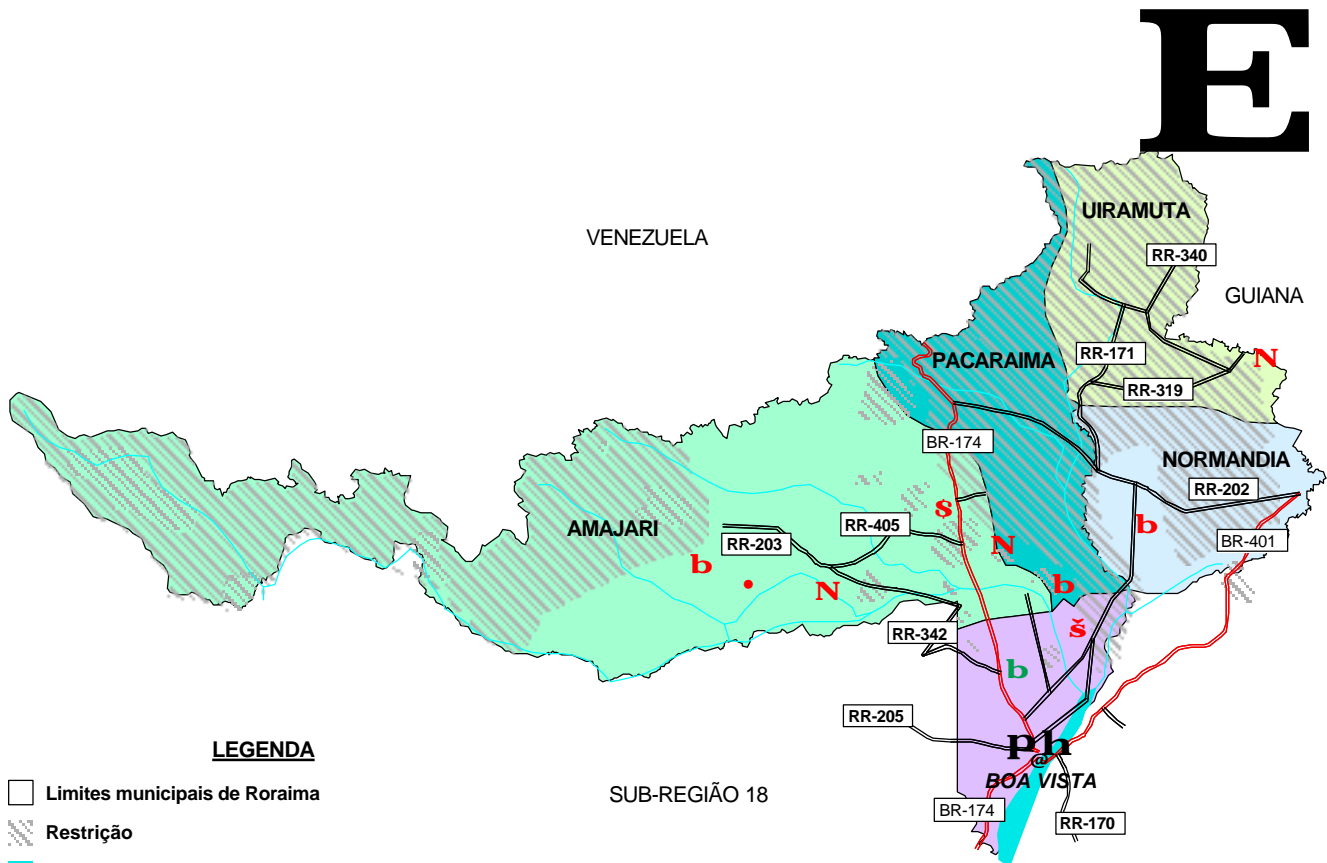 E
UIRAMUTA
VENEZUELA
RR-340
GUIANA
RR-171
N
PACARAIMA
RR-319
BR-174
NORMANDIA
RR-202
š
b
AMAJARI
RR-405
BR-401
RR-203
N
b
N
b
š
RR-342
b
RR-205
p h
@
BOA VISTA
LEGENDA
Limites municipais de Roraima
SUB-REGIÃO 18
BR-174
RR-170
Restrição